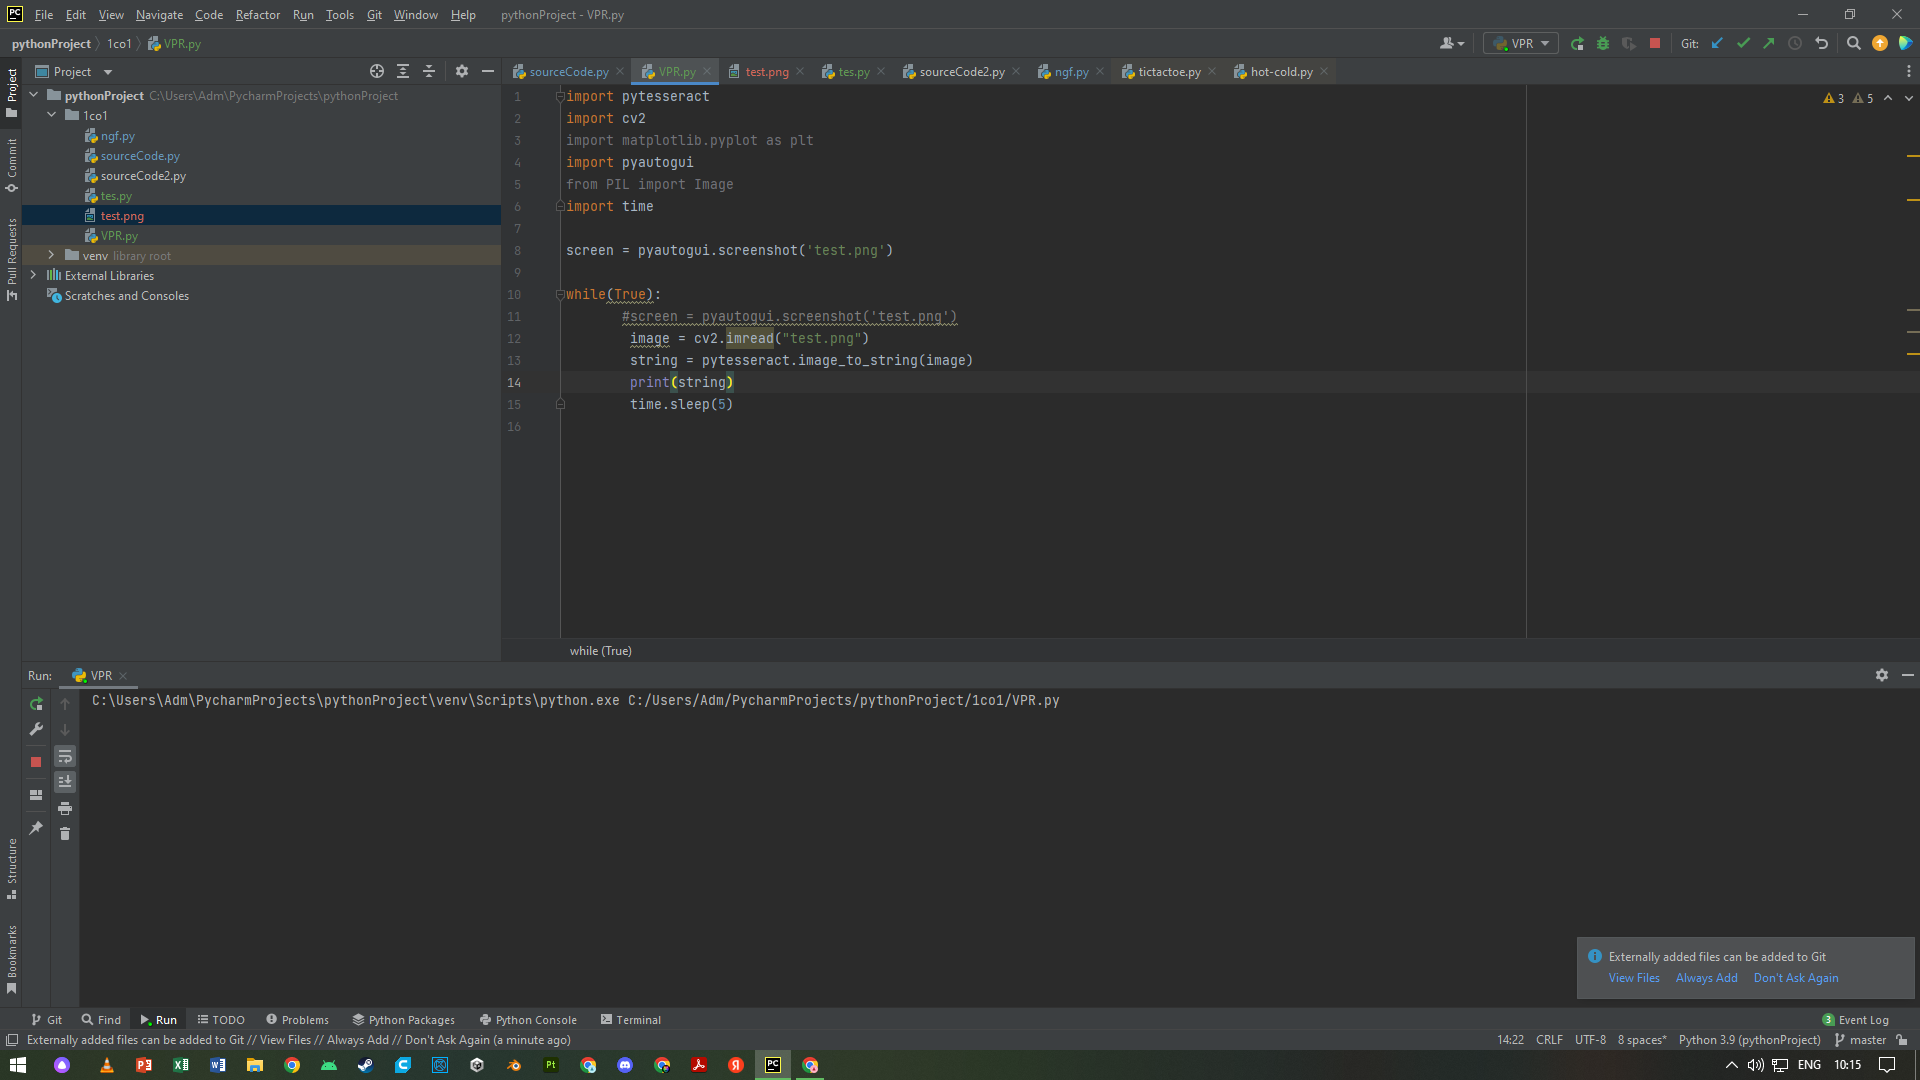 PC File Edit View Navigate Code Refactor Run Tools Git Window Help pythonProject - VPR.py
pythonProject 1co1 VPR.py
VPR Git:
Project
sourceCode.py VPR.py test.png tes.py sourceCode2.py ngf.py tictactoe.py hot-cold.py
pythonProject C:\Users\Adm\PycharmProjects\pythonProject
1co1
ngf.py
sourceCode.py
sourceCode2.py
tes.py
test.png
VPR.py
venv library root
External Libraries
Scratches and Consoles
Project
Commit
Pull Requests
Structure
Bookmarks
1 import pytesseract
2 import cv2
3 import matplotlib.pyplot as plt
4 import pyautogui
5 from PIL import Image
6 import time
7
8 screen = pyautogui.screenshot('test.png')
9
10 while(True):
11 #screen = pyautogui.screenshot('test.png')
12 image = cv2.imread("test.png")
13 string = pytesseract.image_to_string(image)
14 print(string)
15 time.sleep(5)
16
3 5
while (True)
Run: VPR
C:\Users\Adm\PycharmProjects\pythonProject\venv\Scripts\python.exe C:/Users/Adm/PycharmProjects/pythonProject/1co1/VPR.py
Externally added files can be added to Git
View Files Always Add Don't Ask Again
Git Find Run TODO Problems Python Packages Python Console Terminal
3 Event Log
Externally added files can be added to Git // View Files // Always Add // Don't Ask Again (a minute ago)
14:22 CRLF UTF-8 8 spaces* Python 3.9 (pythonProject) master
Pt PC
ENG 10:15